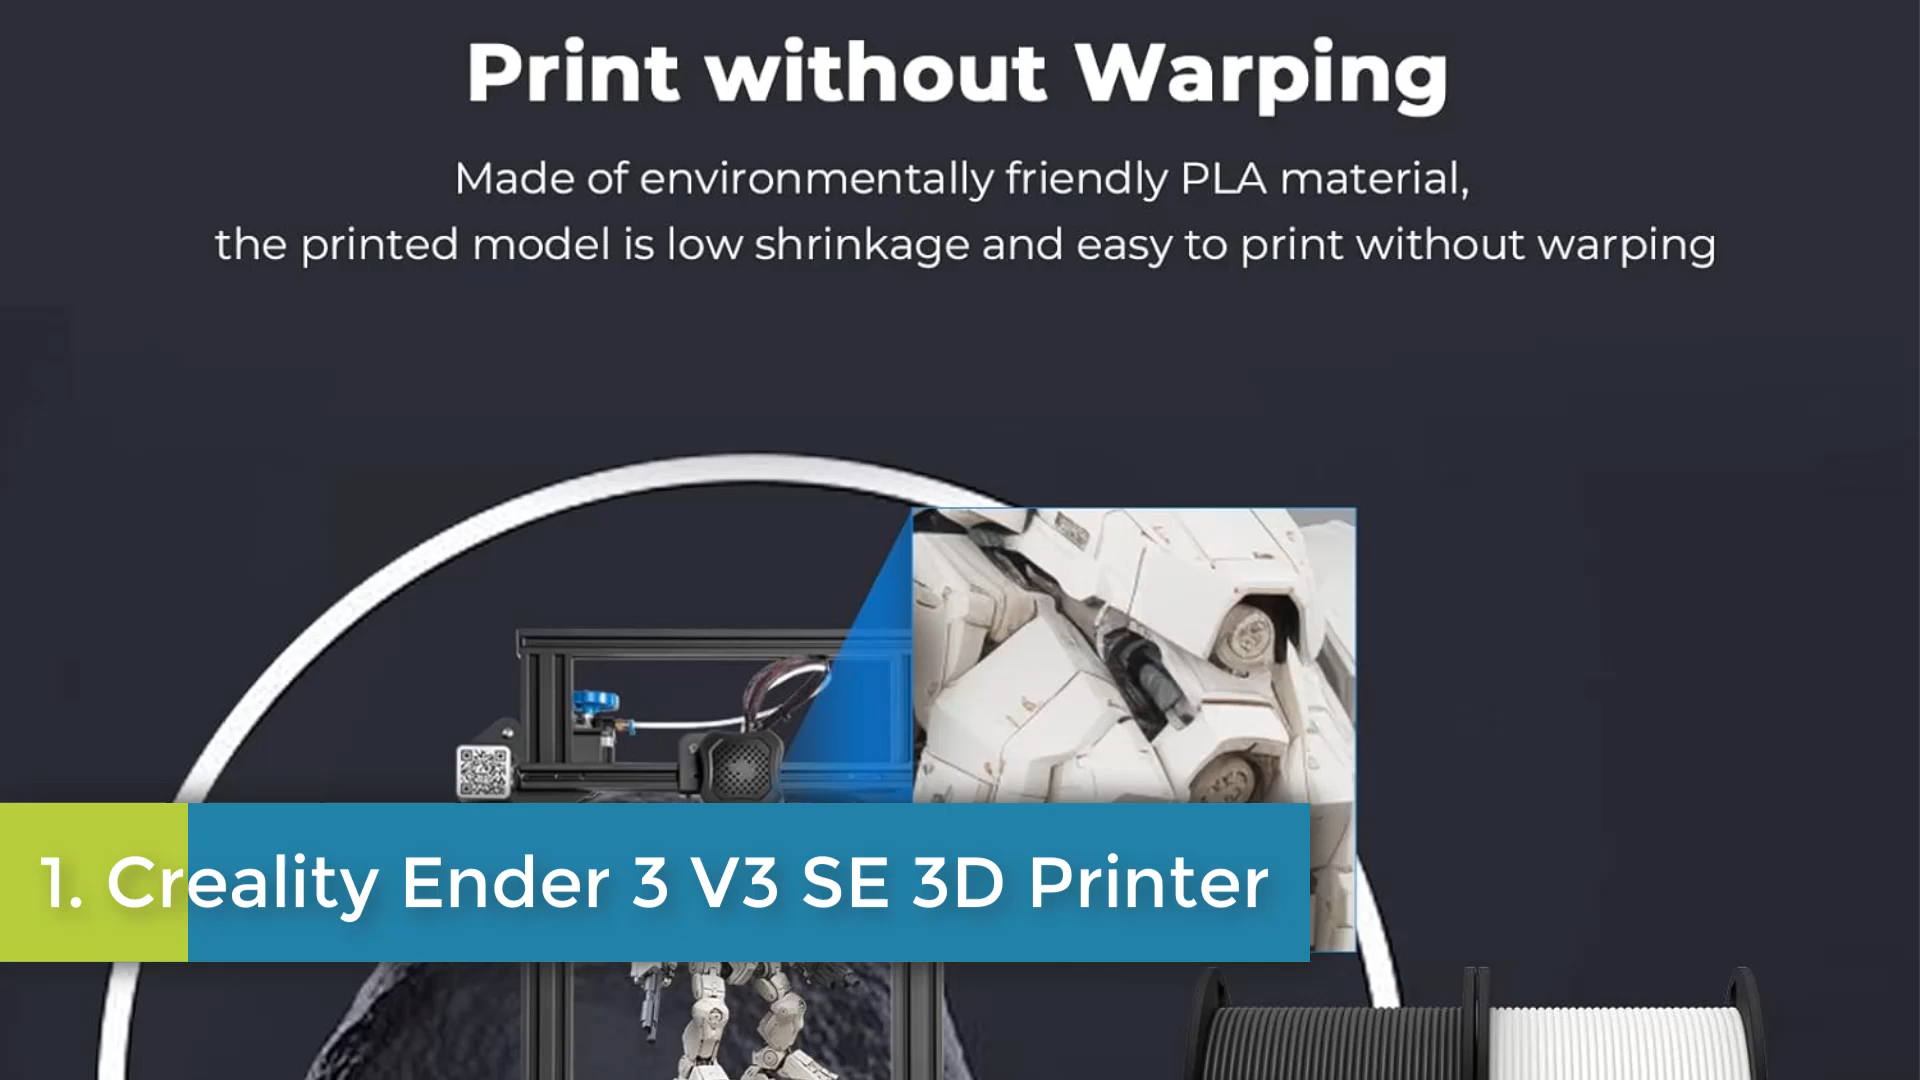 Print without Warping
Made of environmentally friendly PLA material,
the printed model is low shrinkage and easy to print without warping
1. Creality Ender 3 V3 SE 3D Printer